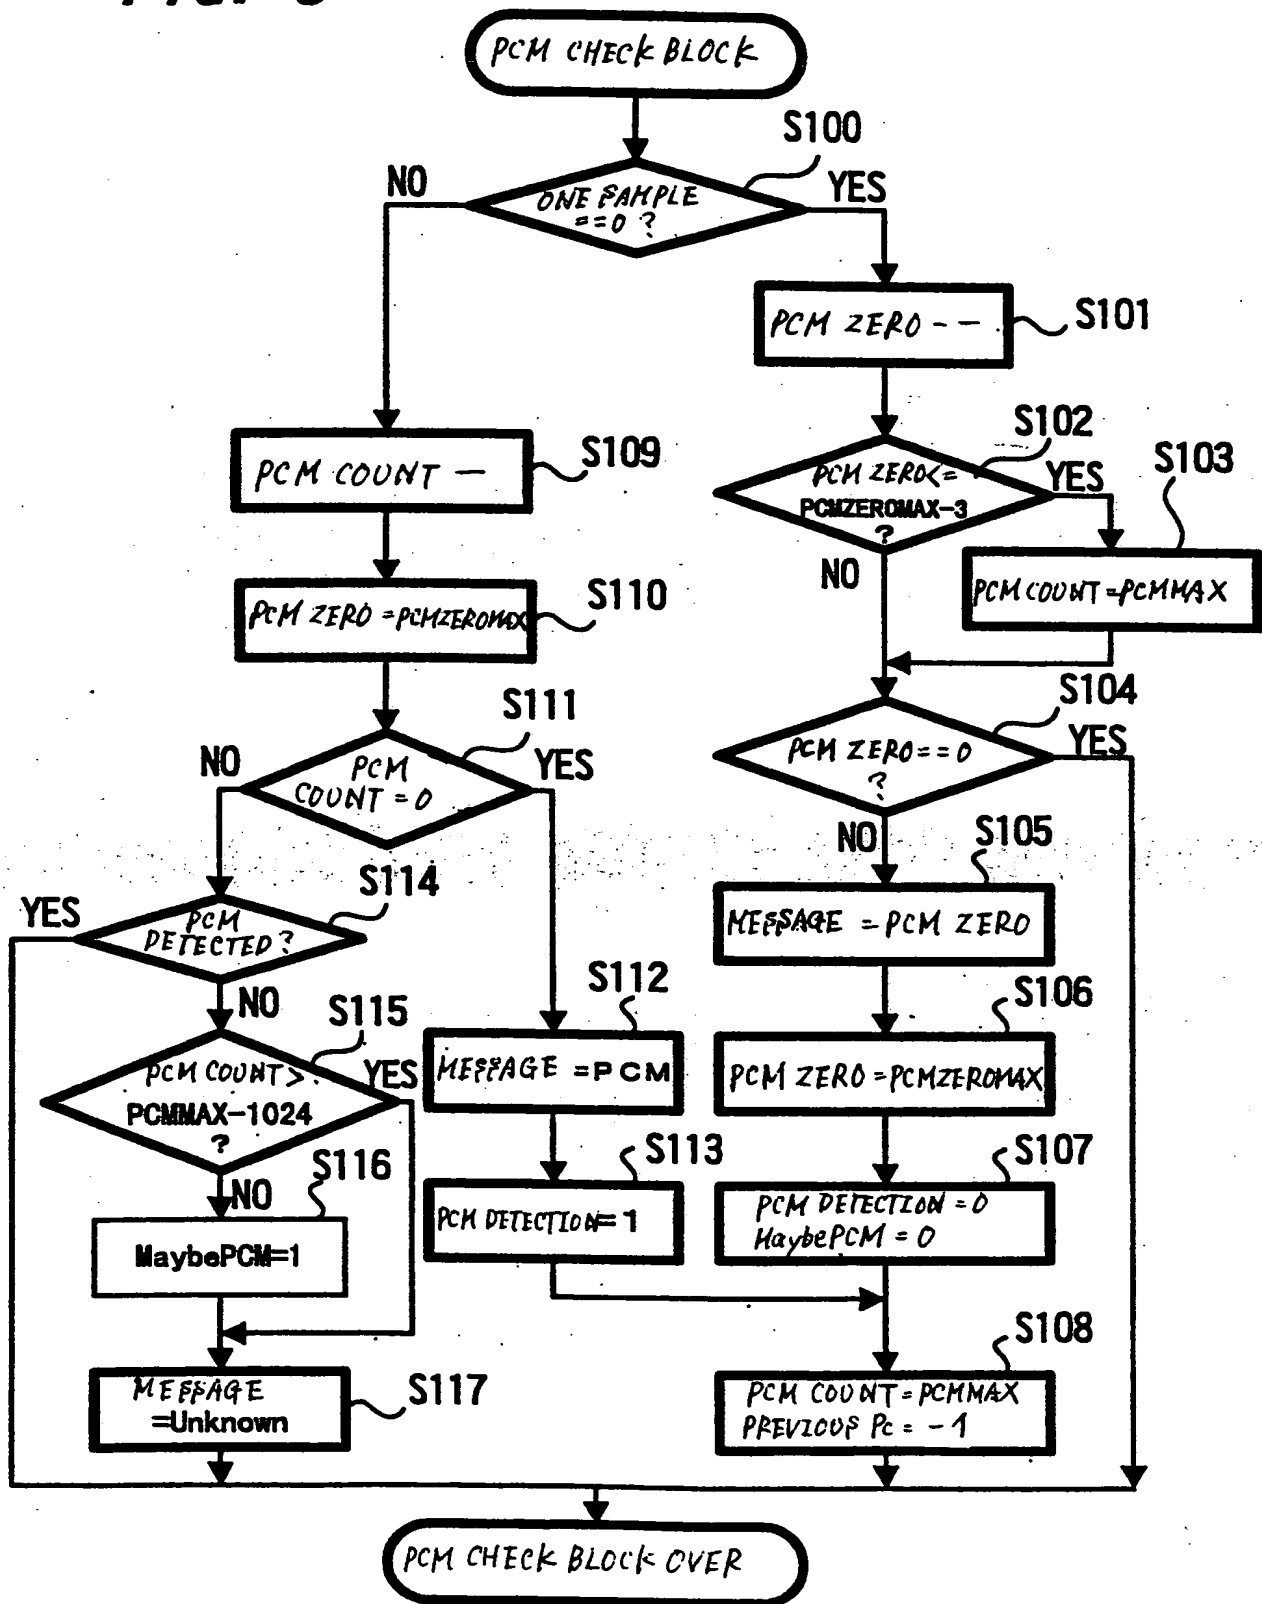 PCM CHECK BLOCK
S100
NO
ONE SAMPLE
==0 ?
YES
PCM ZERO --
S101
S102
PCM ZERO<=
PCMZEROMAX-3
?
YES
S103
NO
PCM COUNT=PCMMAX
PCM COUNT —
S109
PCM ZERO =PCMZEROMAX
S110
S104
PCM ZERO==0
?
YES
NO
S111
NO
PCM
COUNT = 0
YES
S105
MESSAGE = PCM ZERO
S114
YES
PCM
DETECTED?
NO
S112
MESSAGE =PCM
S106
PCM ZERO=PCMZEROMAX
S115
PCM COUNT>
PCMMAX-1024
?
YES
NO
S113
PCM DETECTION=1
S107
PCM DETECTION=0
MaybePCM = 0
S116
MaybePCM=1
S108
PCM COUNT=PCMMAX
PREVIOUS Pc = -1
S117
MESSAGE
=Unknown
PCM CHECK BLOCK OVER